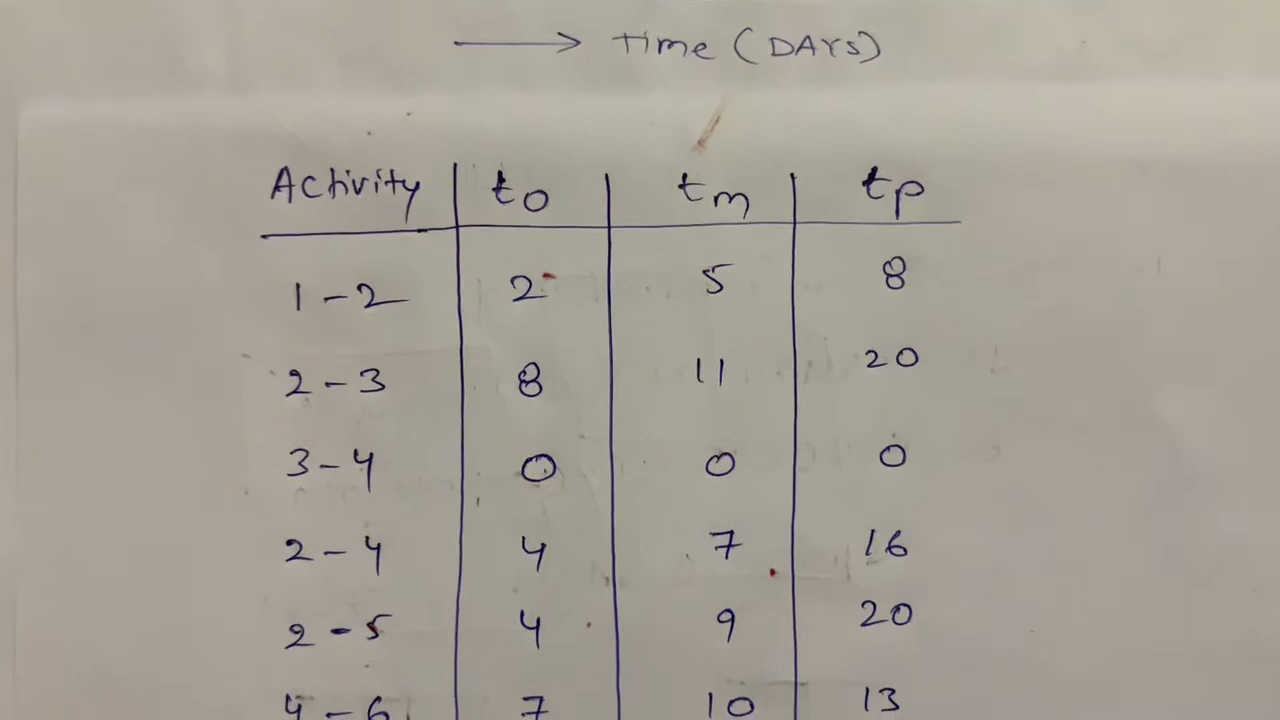 → Time (DAYS)
Activity | to | tm | tp
1-2 | 2 | 5 | 8
2-3 | 8 | 11 | 20
3-4 | 0 | 0 | 0
2-4 | 4 | 7 | 16
2-5 | 4 | 9 | 20
4-6 | 7 | 10 | 13